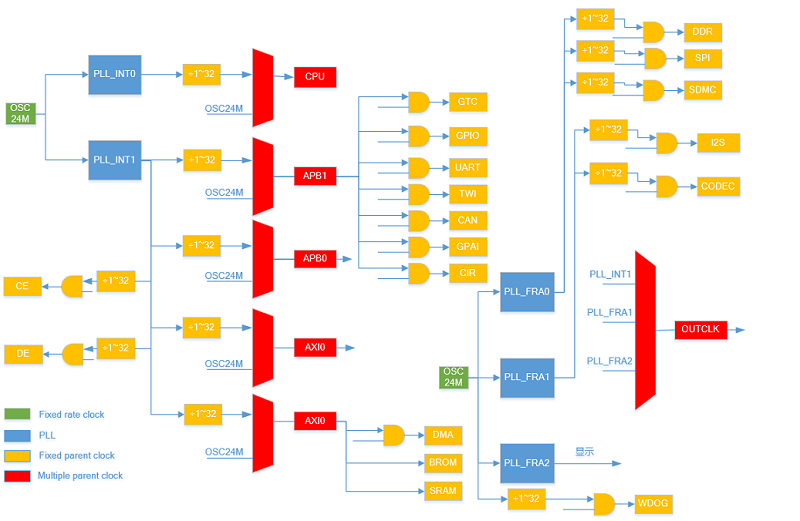 ÷1~32
DDR
÷1~32
SPI
÷1~32
SDMC
PLL_INT0
÷1~32
CPU
OSC
24M
OSC24M
GTC
÷1~32
I2S
GPIO
PLL_INT1
÷1~32
APB1
UART
÷1~32
CODEC
OSC24M
TWI
CAN
÷1~32
APB0
GPAI
OSC24M
CIR
CE
÷1~32
PLL_FRA0
PLL_INT1
PLL_FRA1
÷1~32
AXI0
OUTCLK
DE
÷1~32
OSC24M
PLL_FRA2
OSC
24M
PLL_FRA1
Fixed rate clock
÷1~32
AXI0
PLL
DMA
OSC24M
显示
Fixed parent clock
BROM
PLL_FRA2
Multiple parent clock
SRAM
÷1~32
WDOG